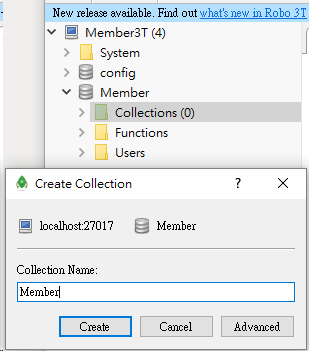 New release available. Find out what's new in Robo 3T
Member3T (4)
System
config
Member
Collections (0)
Functions
Users
Create Collection
?
localhost:27017 Member
Collection Name:
Member
Create Cancel Advanced